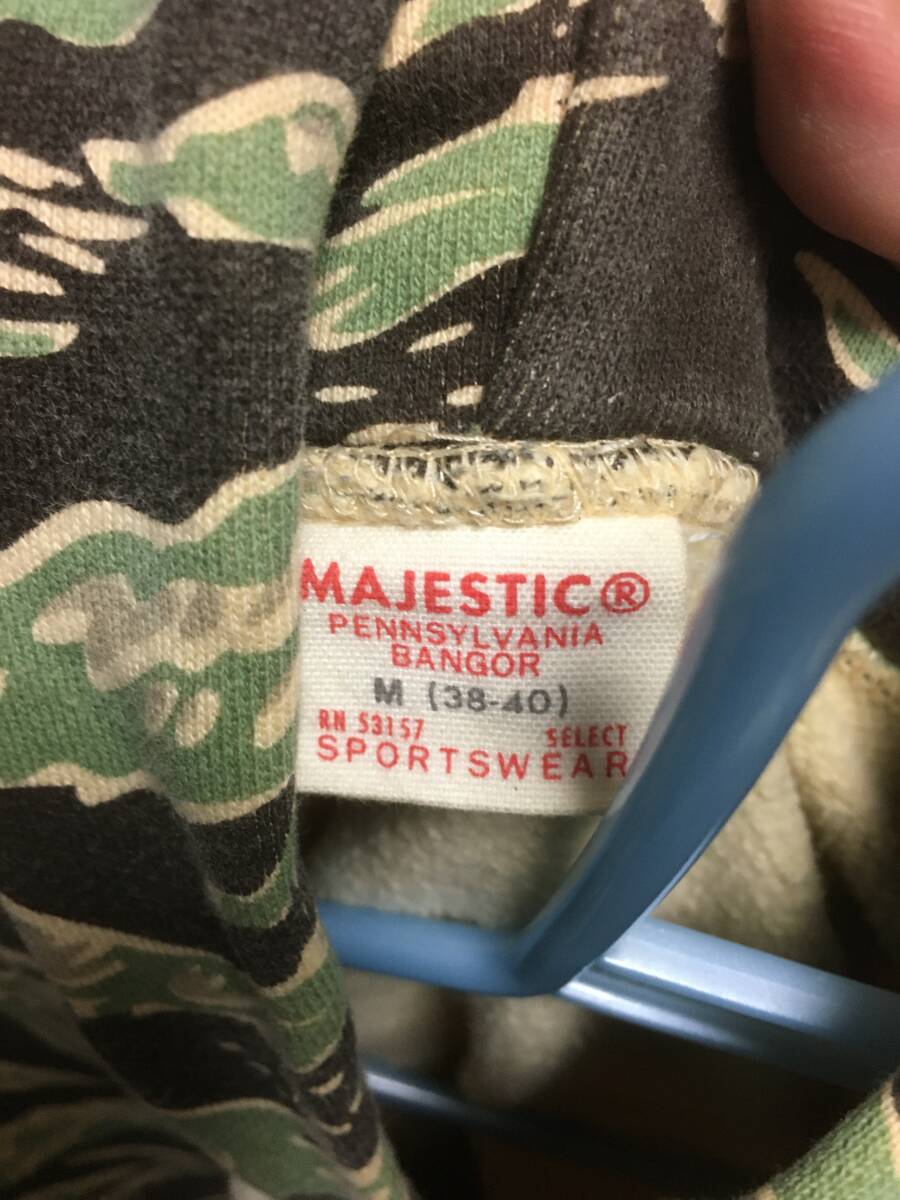 MAJESTIC®
PENNSYLVANIA
BANGOR
M (38-40)
RN 53157 SELECT
SPORTSWEAR